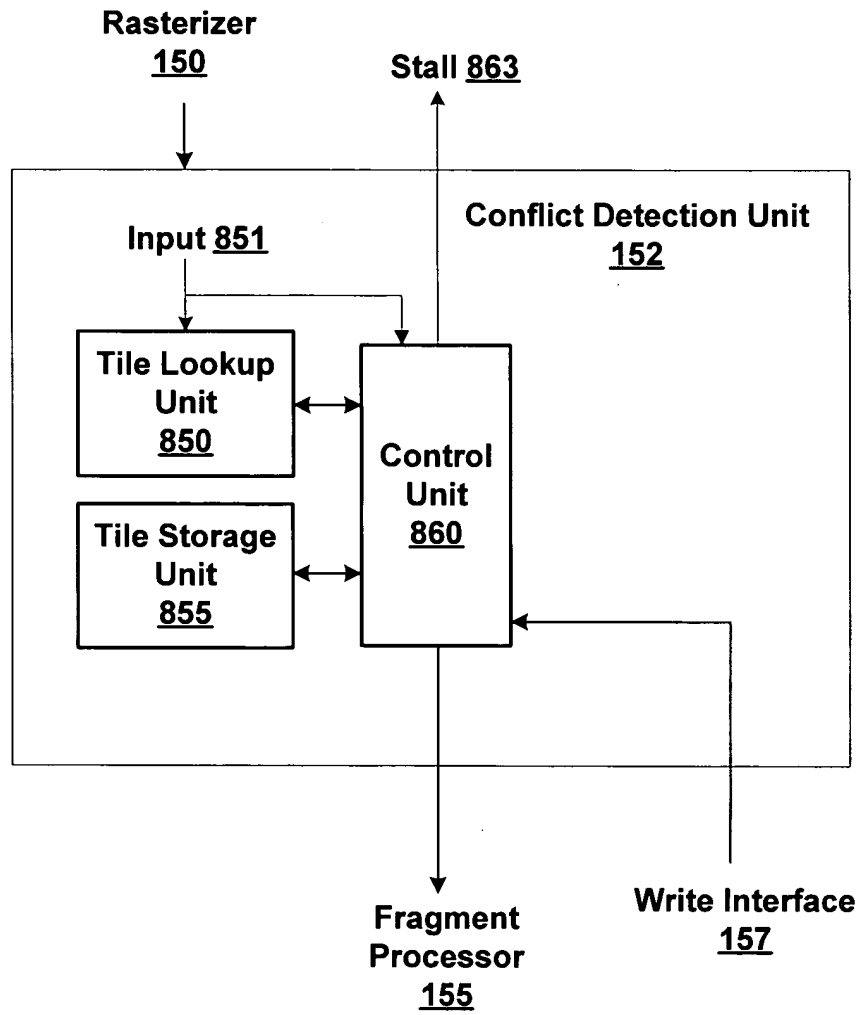 Rasterizer
150
Stall 863
Conflict Detection Unit
152
Input 851
Tile Lookup
Unit
850
Control
Unit
860
Tile Storage
Unit
855
Fragment
Processor
155
Write Interface
157